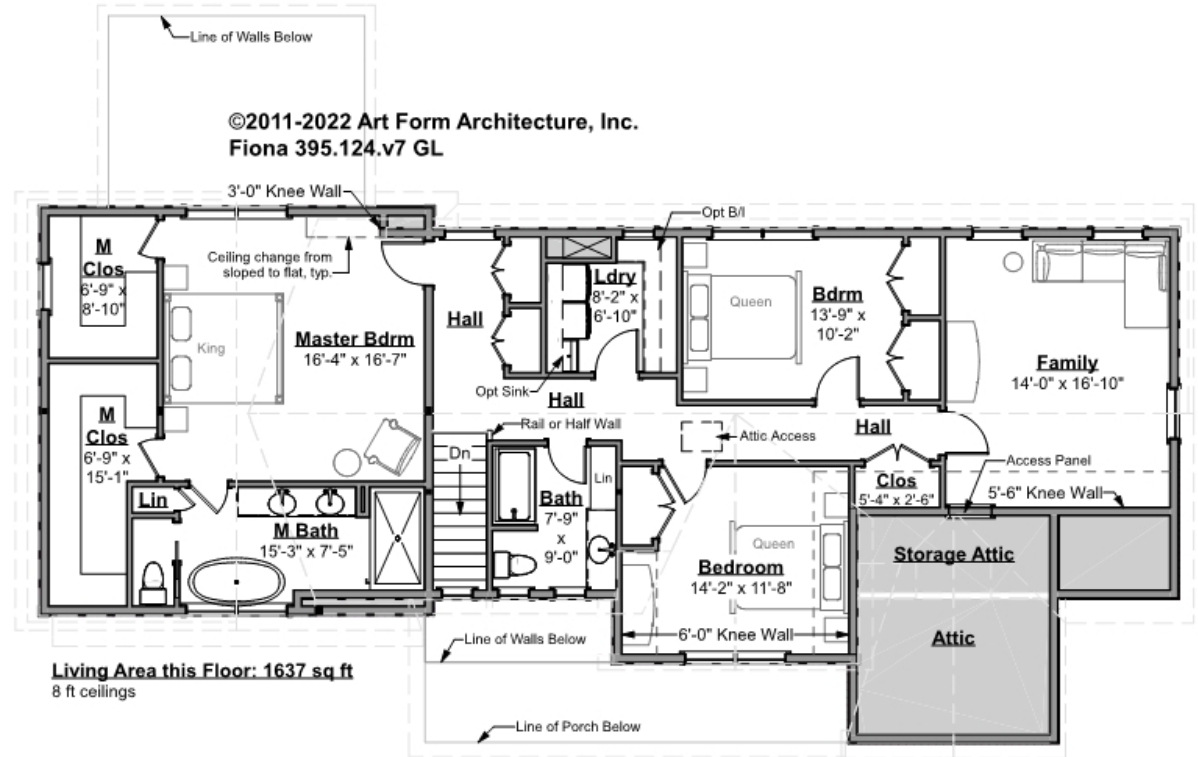 Line of Walls Below
©2011-2022 Art Form Architecture, Inc.
Fiona 395.124.v7 GL
3'-0" Knee Wall
Opt B/I
M
Clos
6'-9" x
8'-10"
Ceiling change from
sloped to flat, typ.
King
Master Bdrm
16'-4" x 16'-7"
Hall
Ldry
8'-2" x
6'-10"
Opt Sink
Queen
Bdrm
13'-9" x
10'-2"
Family
14'-0" x 16'-10"
M
Clos
6'-9" x
15'-1"
Hall
Rail or Half Wall
Attic Access
Hall
Dn
Access Panel
Lin
Lin
Clos
5'-4" x 2'-6"
5'-6" Knee Wall
M Bath
15'-3" x 7'-5"
Bath
7'-9"
x
9'-0"
Queen
Bedroom
14'-2" x 11'-8"
Storage Attic
6'-0" Knee Wall
Attic
Line of Walls Below
Living Area this Floor: 1637 sq ft
8 ft ceilings
Line of Porch Below